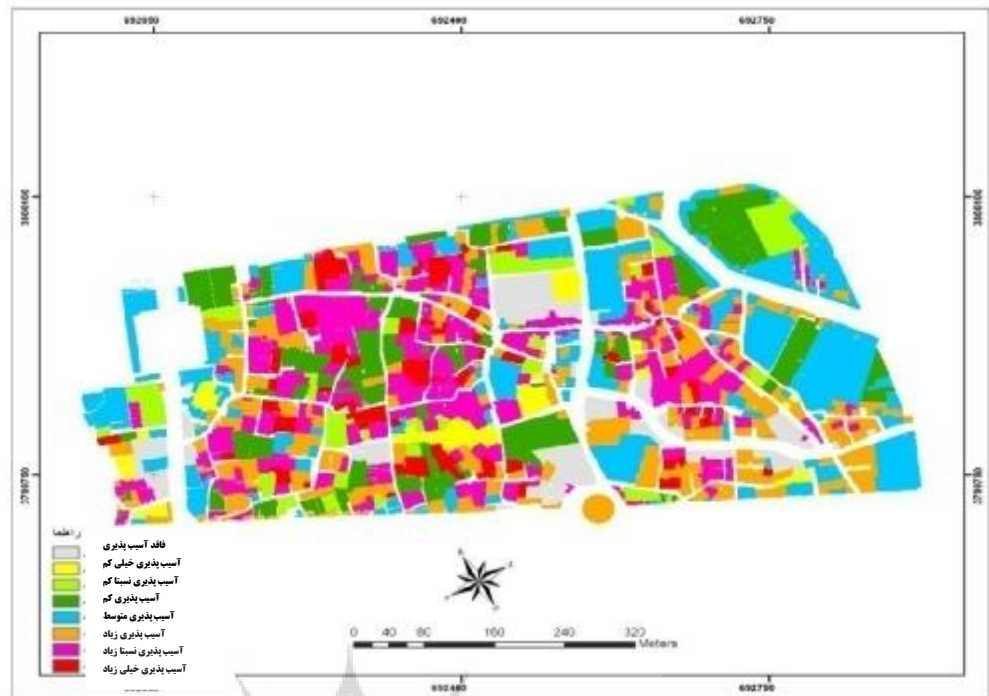 692400
692750
راهنما
فاقد آسیب پذیری
آسیب پذیری خیلی کم
آسیب پذیری نسبتا کم
آسیب پذیری کم
آسیب پذیری متوسط
آسیب پذیری زیاد
آسیب پذیری نسبتا زیاد
آسیب پذیری خیلی زیاد
0 40 80 160 240 320
Meters
692400
692750